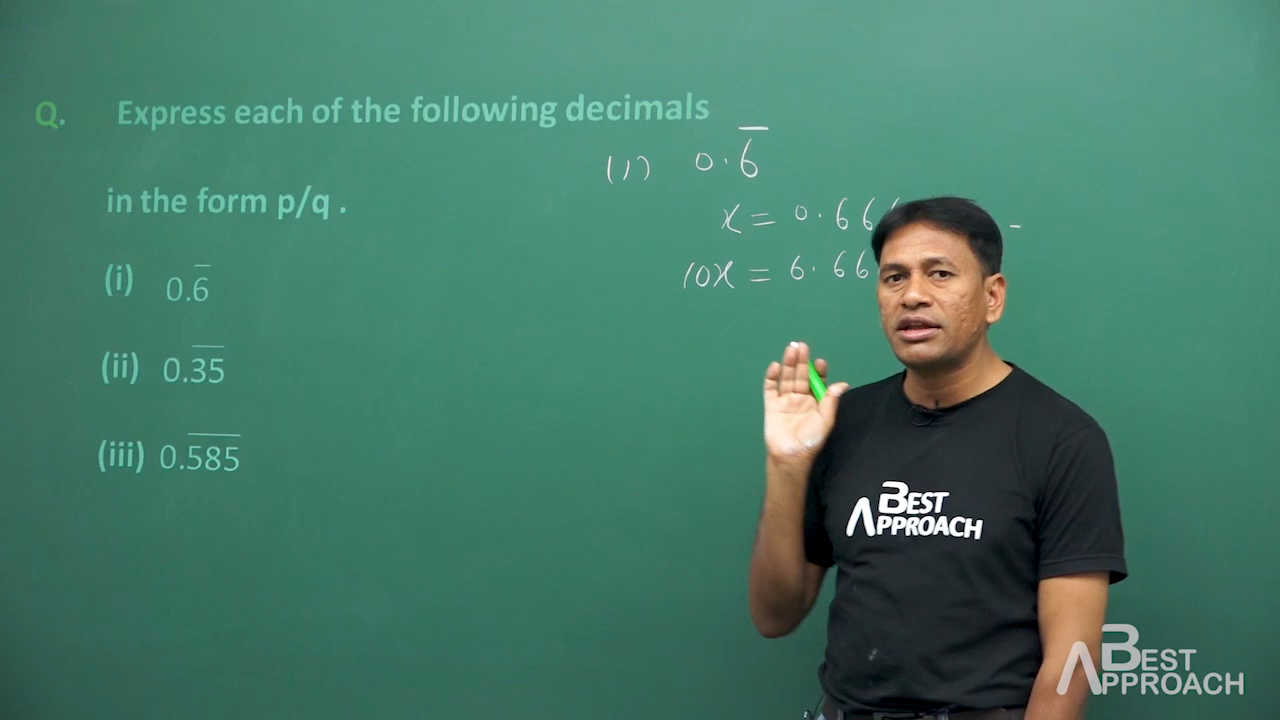 Q. Express each of the following decimals
in the form p/q .
(i) 0.6̅
(ii) 0.3̅5̅
(iii) 0.5̅8̅5̅
(1) 0.6̅
x = 0.66
10x = 6.66
BEST
APPROACH
BEST
APPROACH